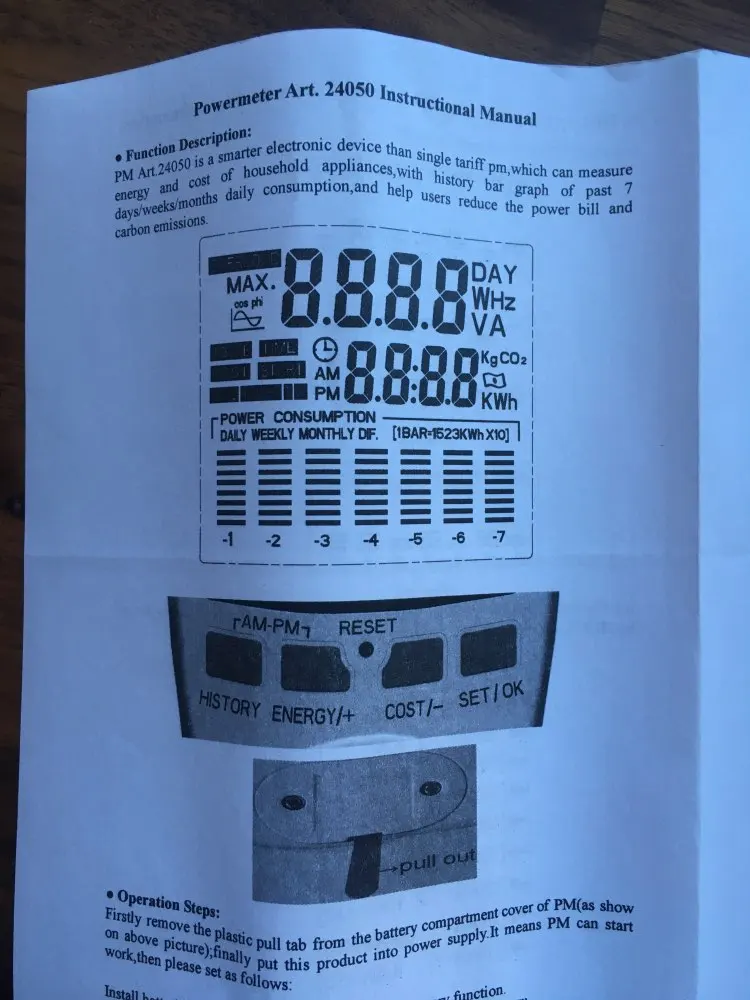 Powermeter Art. 24050 Instructional Manual
• Function Description:
PM Art.24050 is a smarter electronic device than single tariff pm,which can measure
energy and cost of household appliances,with history bar graph of past 7
days/weeks/months daily consumption,and help users reduce the power bill and
carbon emissions.
MAX. 8.8.8.8 DAY
cos phi WHz
VA
AM 88:88 KgCO2
PM KWh
POWER CONSUMPTION
DAILY WEEKLY MONTHLY DIF. [1BAR=1523KWh X10]
-1 -2 -3 -4 -5 -6 -7
AM-PM RESET
HISTORY ENERGY/+ COST/- SET/OK
pull out
• Operation Steps:
Firstly remove the plastic pull tab from the battery compartment cover of PM(as show
on above picture);finally put this product into power supply.It means PM can start
work,then please set as follows:
Install function.